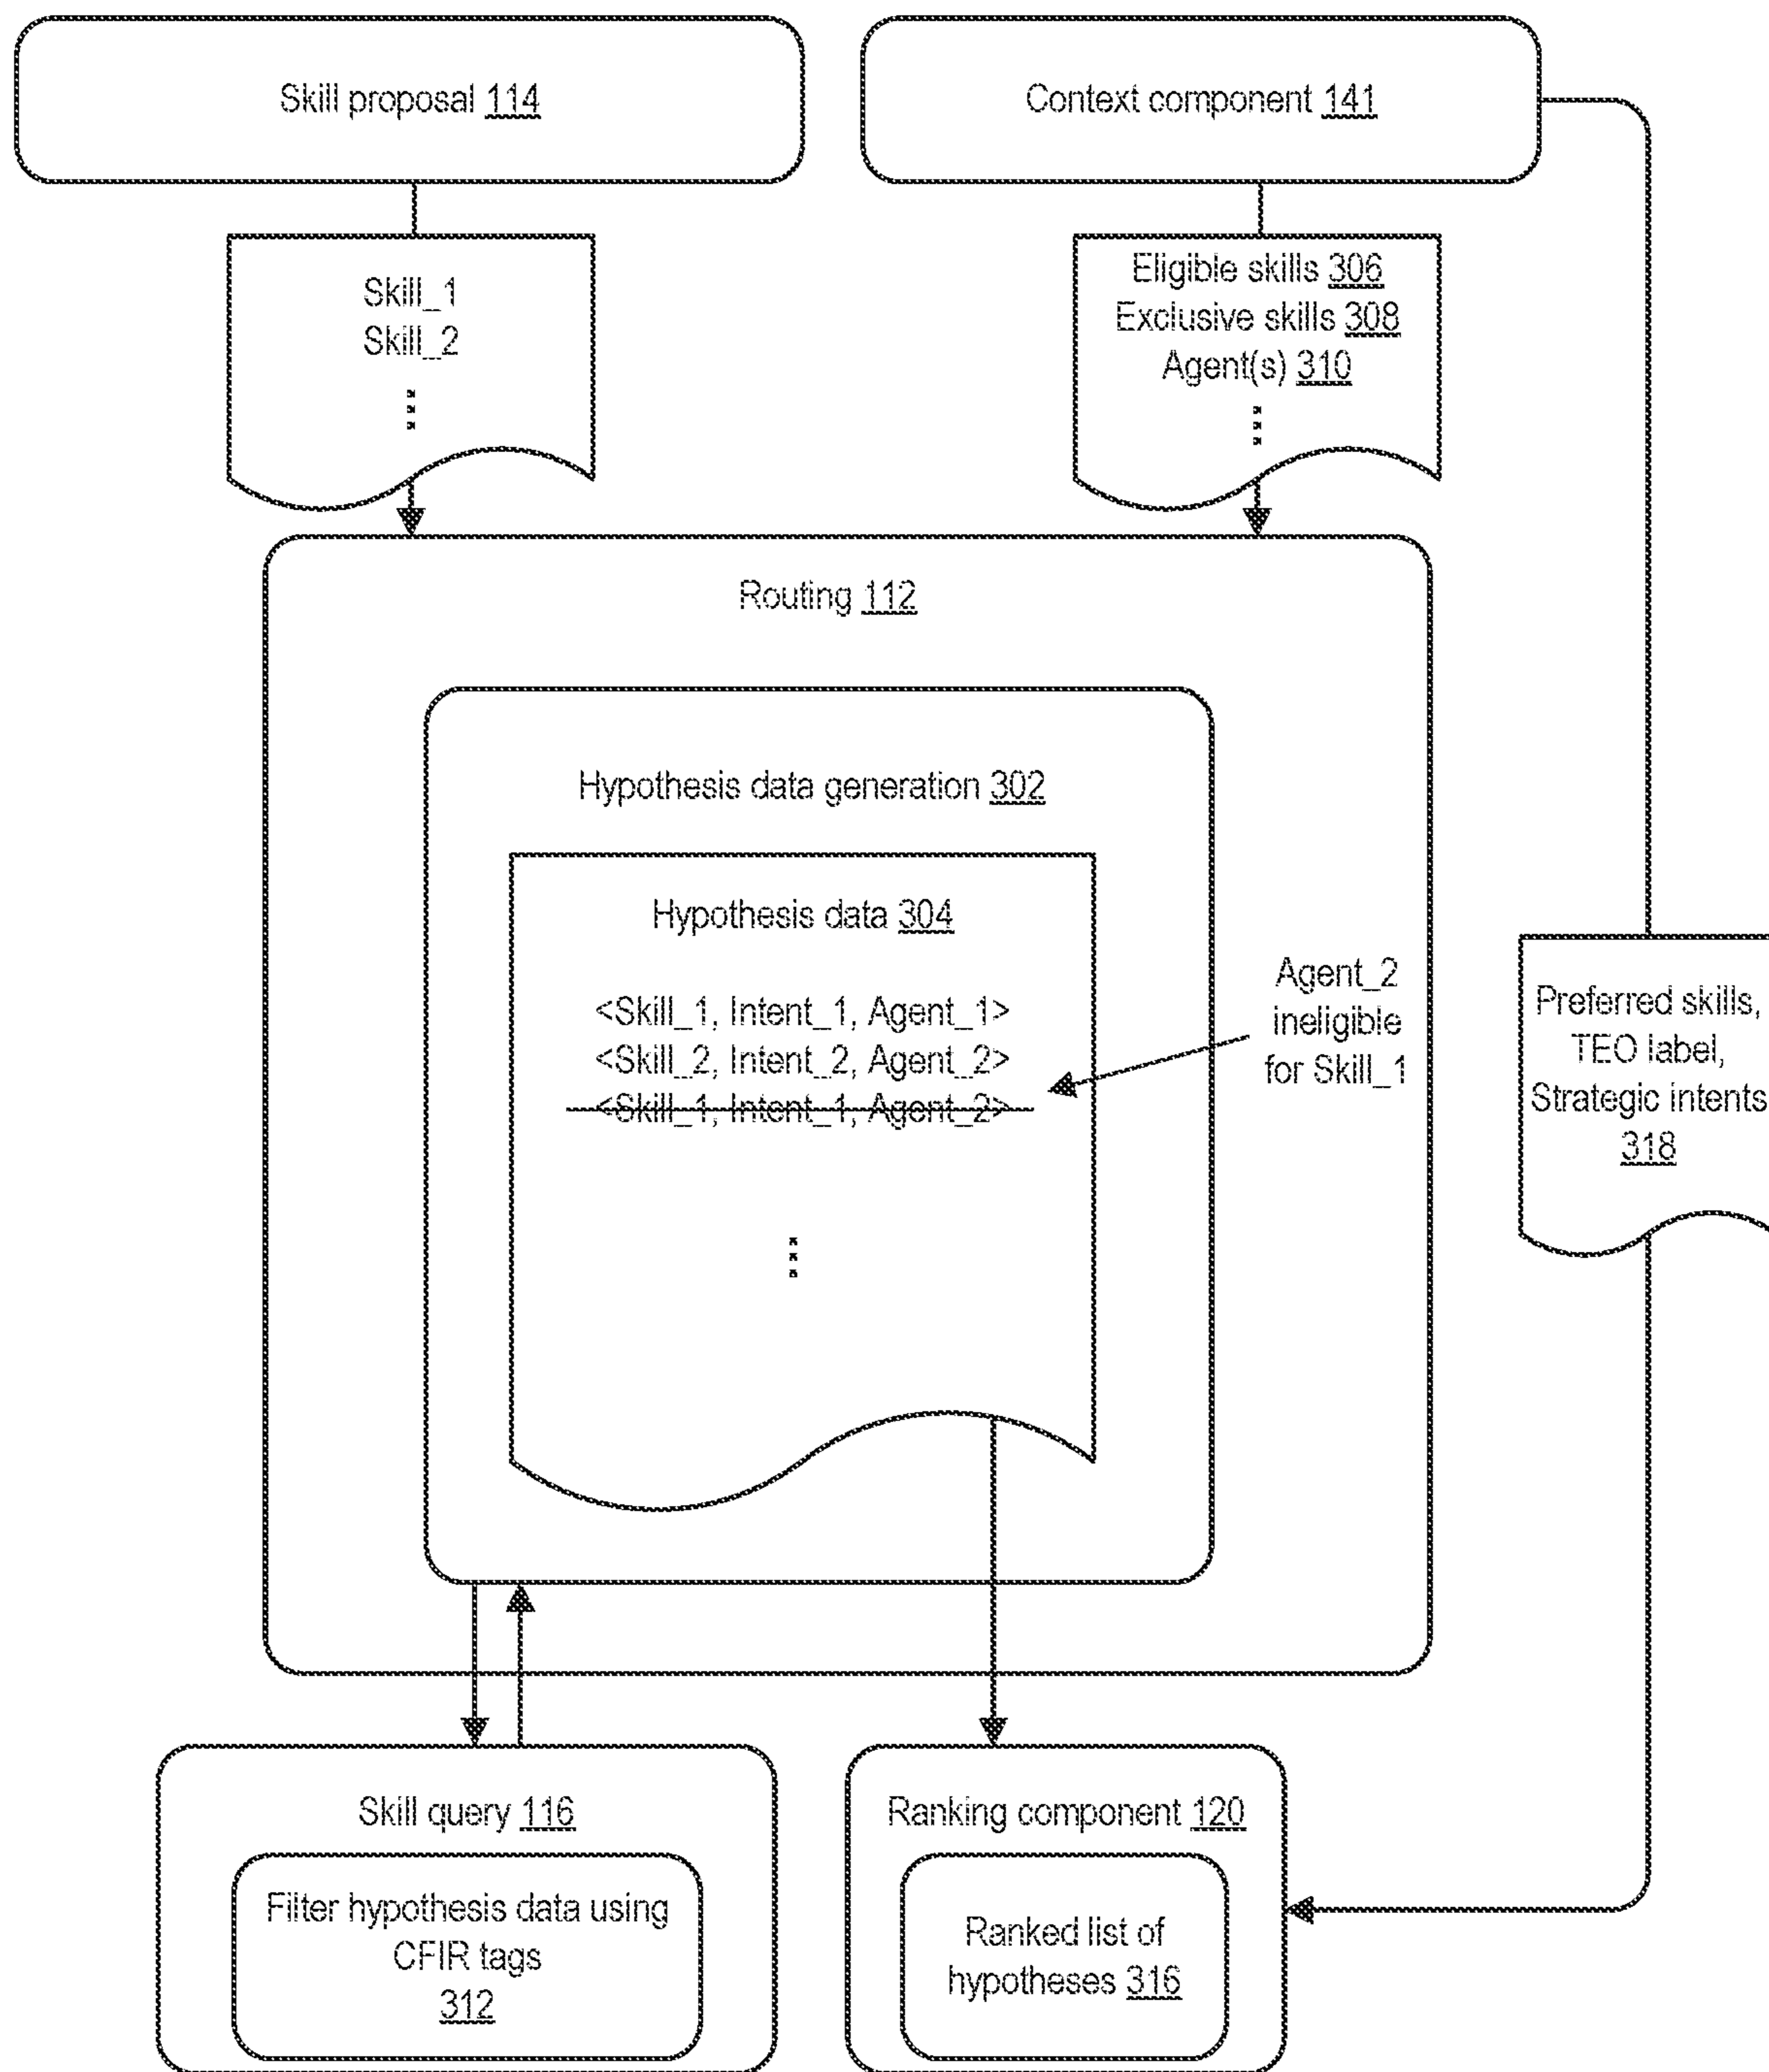 Skill proposal 114
Context component 141
Skill_1
Skill_2
Eligible skills 306
Exclusive skills 308
Agent(s) 310
Routing 112
Hypothesis data generation 302
Hypothesis data 304
<Skill_1, Intent_1, Agent_1>
<Skill_2, Intent_2, Agent_2>
<Skill_1, Intent_1, Agent_2>
Agent_2
ineligible
for Skill_1
Preferred skills,
TEO label,
Strategic intents
318
Skill query 116
Filter hypothesis data using
CFIR tags
312
Ranking component 120
Ranked list of
hypotheses 316